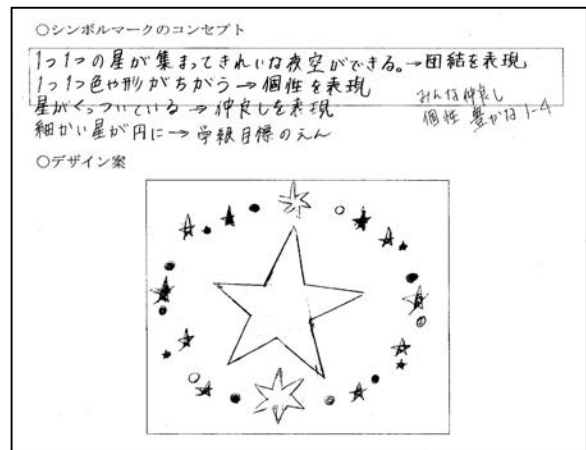 ○シンボルマークのコンセプト
1つ1つの星が集まってきれいな夜空ができる。→団結を表現
1つ1つ色や形がちがう→個性を表現
星がくっついている→仲良しを表現
細かい星が円に→学級目標のえん
みんな仲良し
個性豊かな1-4
○デザイン案